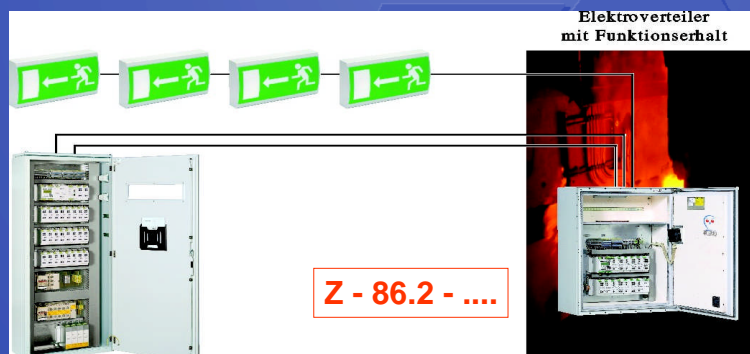 Elektroverteiler
mit Funktionserhalt
Z - 86.2 - ....